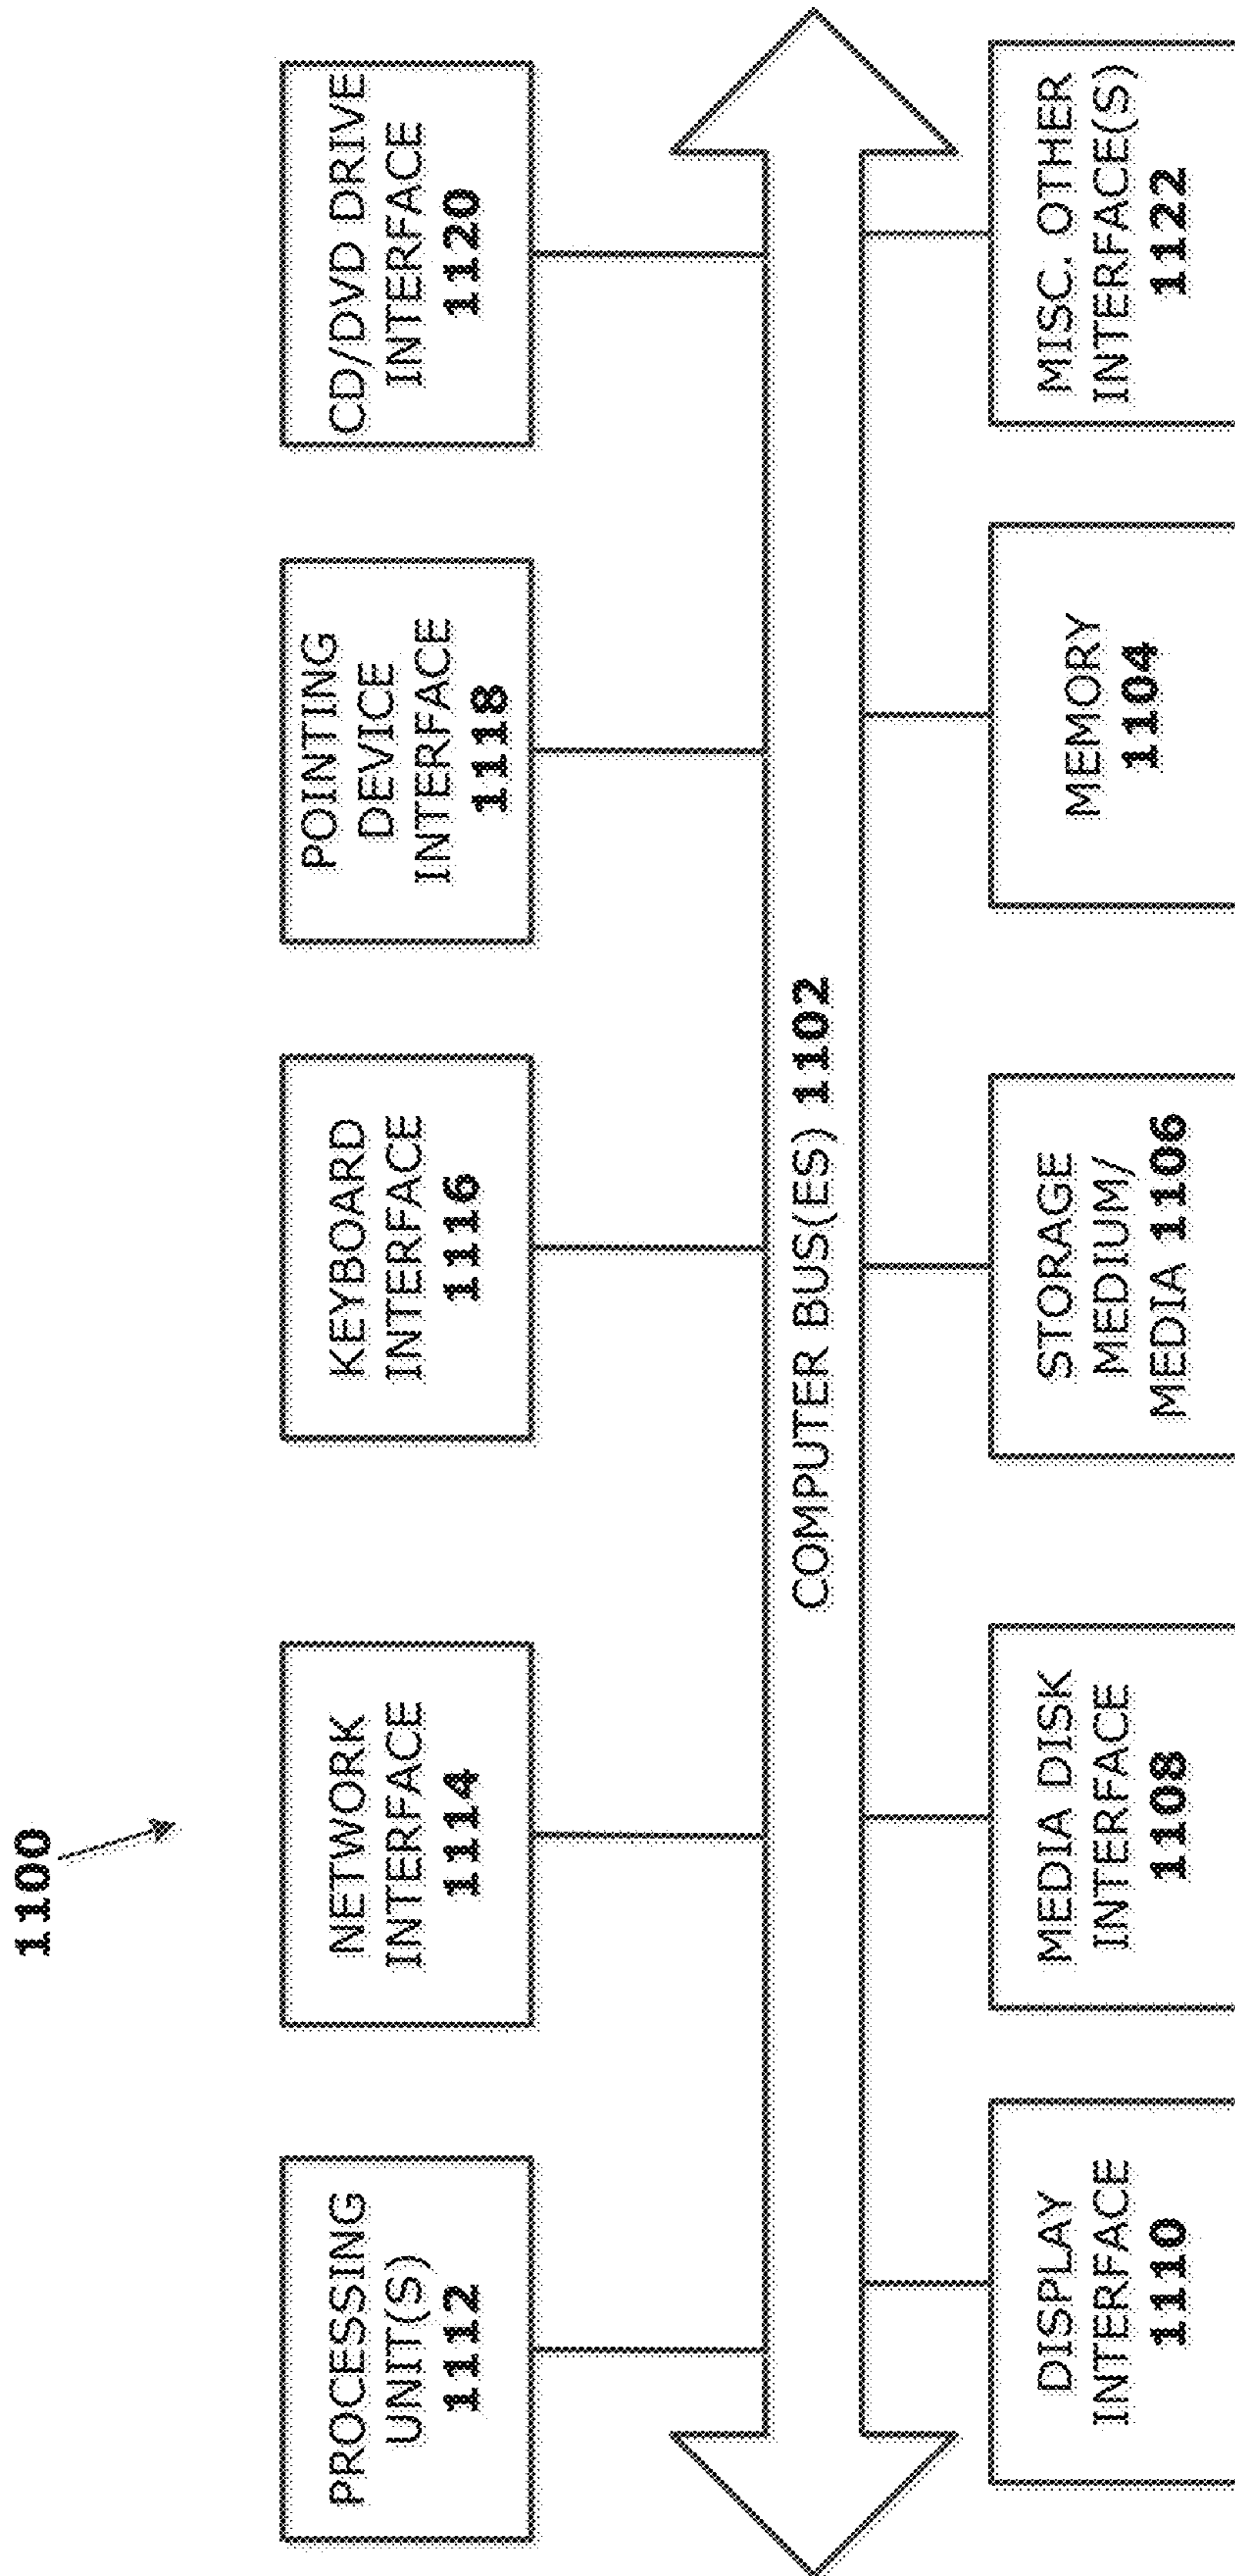 1100
PROCESSING
UNIT(S)
1112
NETWORK
INTERFACE
1114
KEYBOARD
INTERFACE
1116
POINTING
DEVICE
INTERFACE
1118
CD/DVD DRIVE
INTERFACE
1120
COMPUTER BUS(ES) 1102
DISPLAY
INTERFACE
1110
MEDIA DISK
INTERFACE
1108
STORAGE
MEDIUM/
MEDIA 1106
MEMORY
1104
MISC. OTHER
INTERFACE(S)
1122